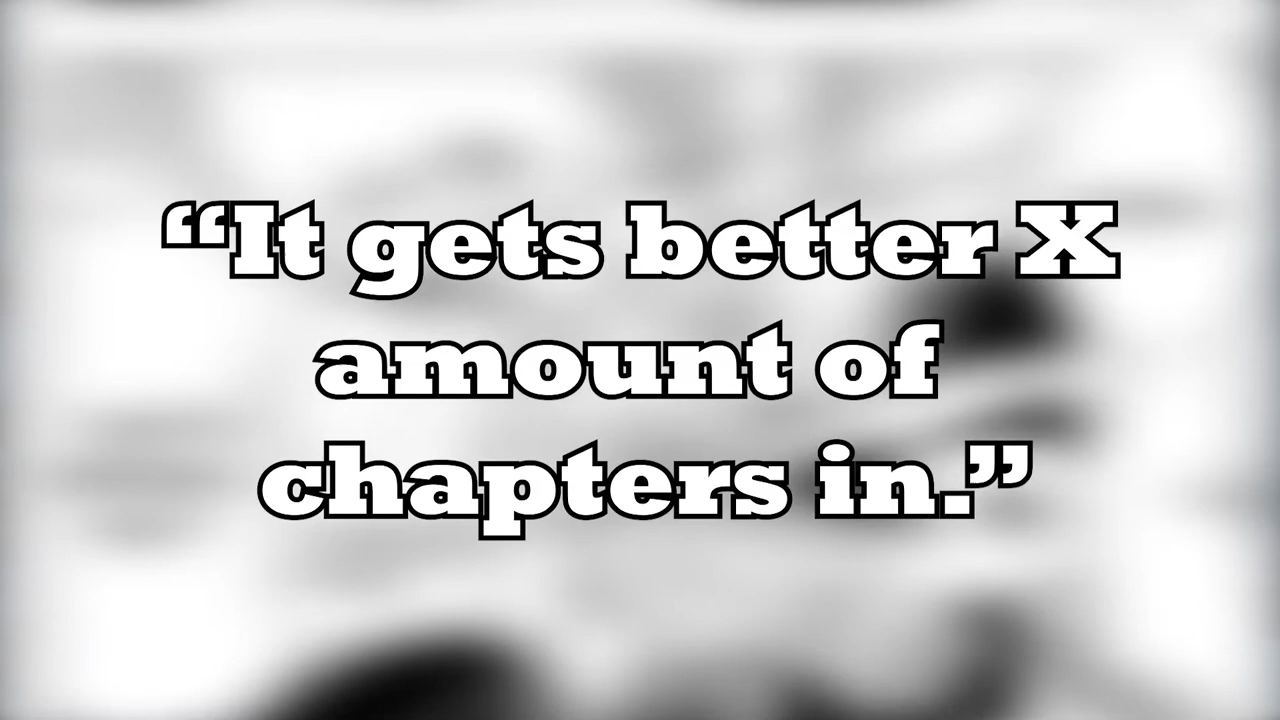 “It gets better X
amount of
chapters in.”